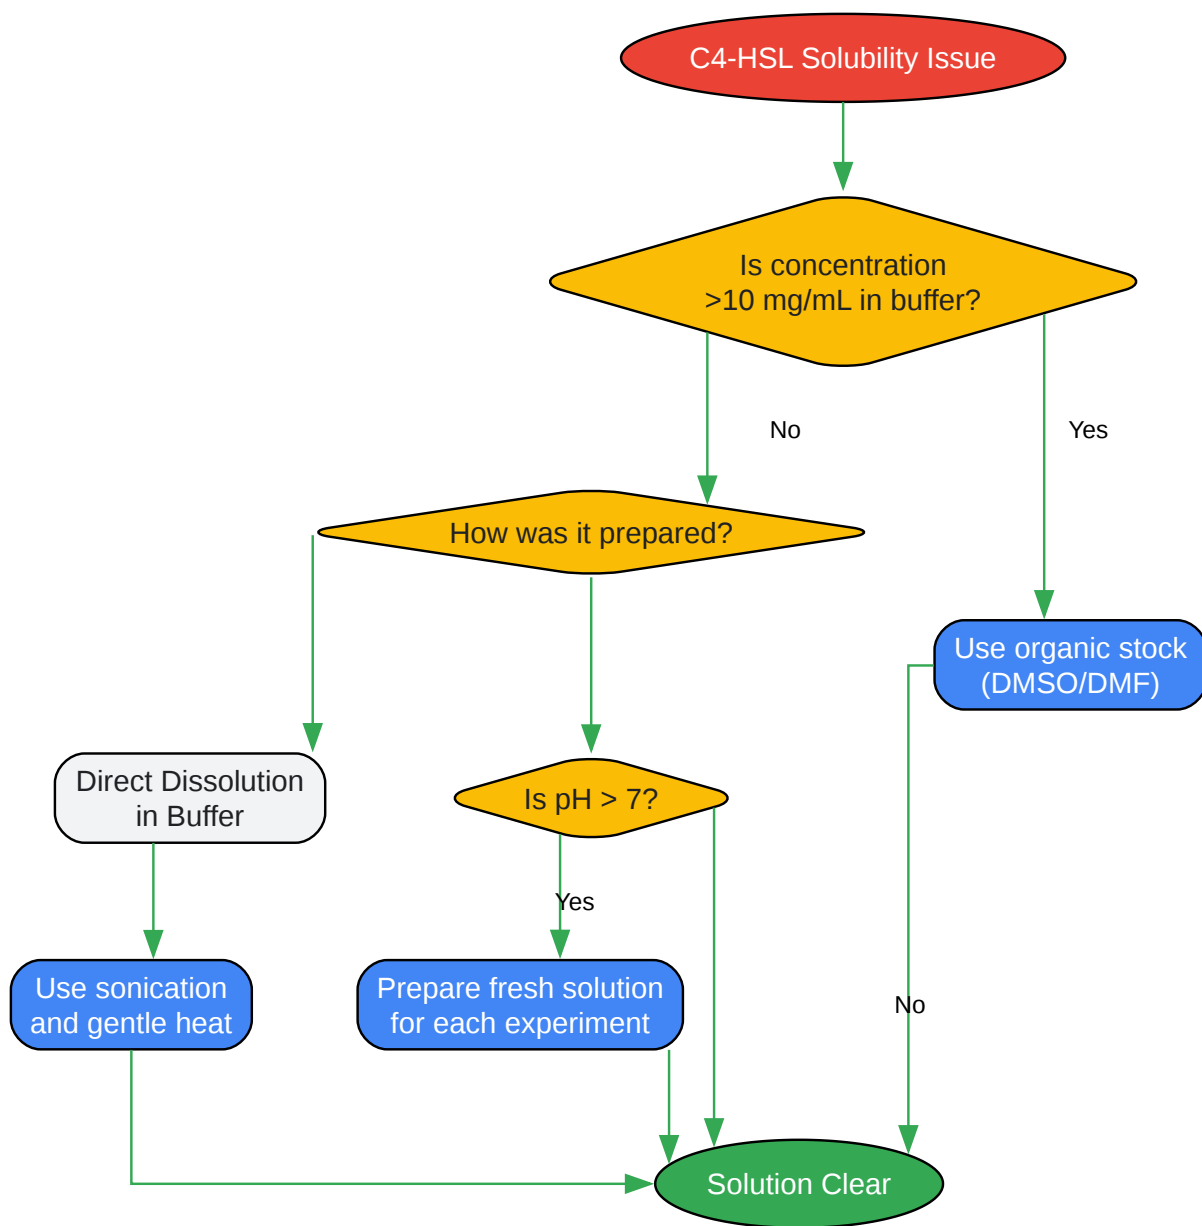 C4-HSL Solubility Issue
Is concentration
>10 mg/mL in buffer?
No
Yes
How was it prepared?
Use organic stock
(DMSO/DMF)
Direct Dissolution
in Buffer
Is pH > 7?
Yes
Use sonication
and gentle heat
Prepare fresh solution
for each experiment
No
Solution Clear